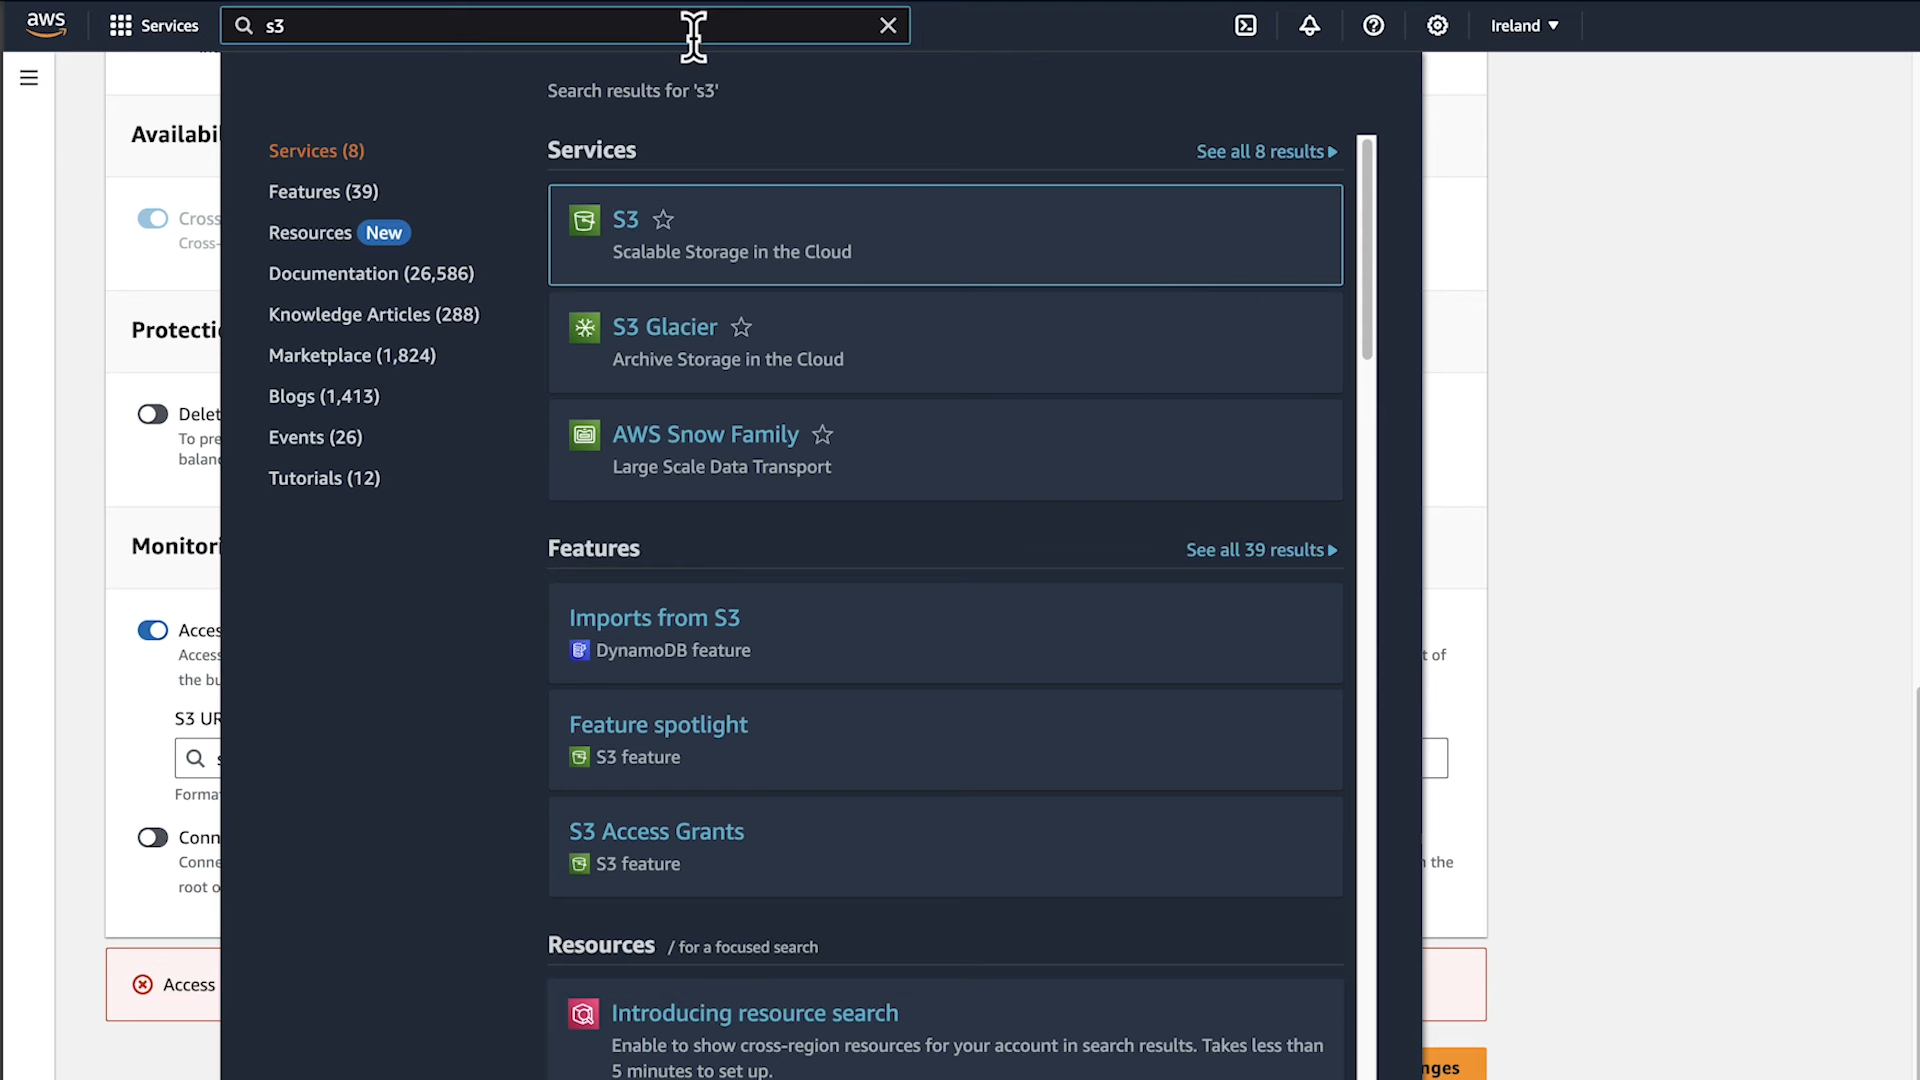 aws
Services
s3
Ireland
Search results for 's3'
Services (8)
Features (39)
Resources New
Documentation (26,586)
Knowledge Articles (288)
Marketplace (1,824)
Blogs (1,413)
Events (26)
Tutorials (12)
Services
See all 8 results
S3
Scalable Storage in the Cloud
S3 Glacier
Archive Storage in the Cloud
AWS Snow Family
Large Scale Data Transport
Features
See all 39 results
Imports from S3
DynamoDB feature
Feature spotlight
S3 feature
S3 Access Grants
S3 feature
Resources / for a focused search
Introducing resource search
Enable to show cross-region resources for your account in search results. Takes less than
5 minutes to set up.
Availabil
Cross
Cross-
Protectio
Delet
To pre
balanc
Monitori
Acces
Access
t of
the bu
S3 UR
Forma
Conn
Conne
n the
root o
Access
nges